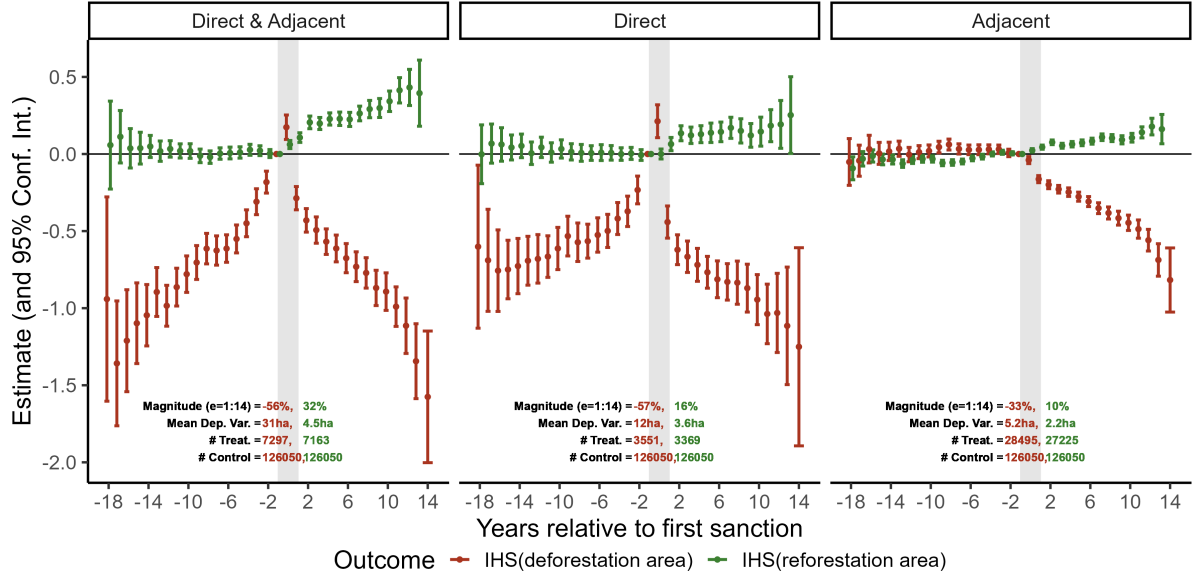 Direct & Adjacent
Direct
Adjacent
Estimate (and 95% Conf. Int.)
0.5
0.0
-0.5
-1.0
-1.5
-2.0
Magnitude (e=1:14) = -56%, 32%
Mean Dep. Var. = 31ha, 4.5ha
# Treat. = 7297, 7163
# Control = 126050, 126050
Magnitude (e=1:14) = -57%, 16%
Mean Dep. Var. = 12ha, 3.6ha
# Treat. = 3551, 3369
# Control = 126050, 126050
Magnitude (e=1:14) = -33%, 10%
Mean Dep. Var. = 5.2ha, 2.2ha
# Treat. = 28495, 27225
# Control = 126050, 126050
-18 -14 -10 -6 -2 2 6 10 14
-18 -14 -10 -6 -2 2 6 10 14
-18 -14 -10 -6 -2 2 6 10 14
Years relative to first sanction
Outcome IHS(deforestation area) IHS(reforestation area)